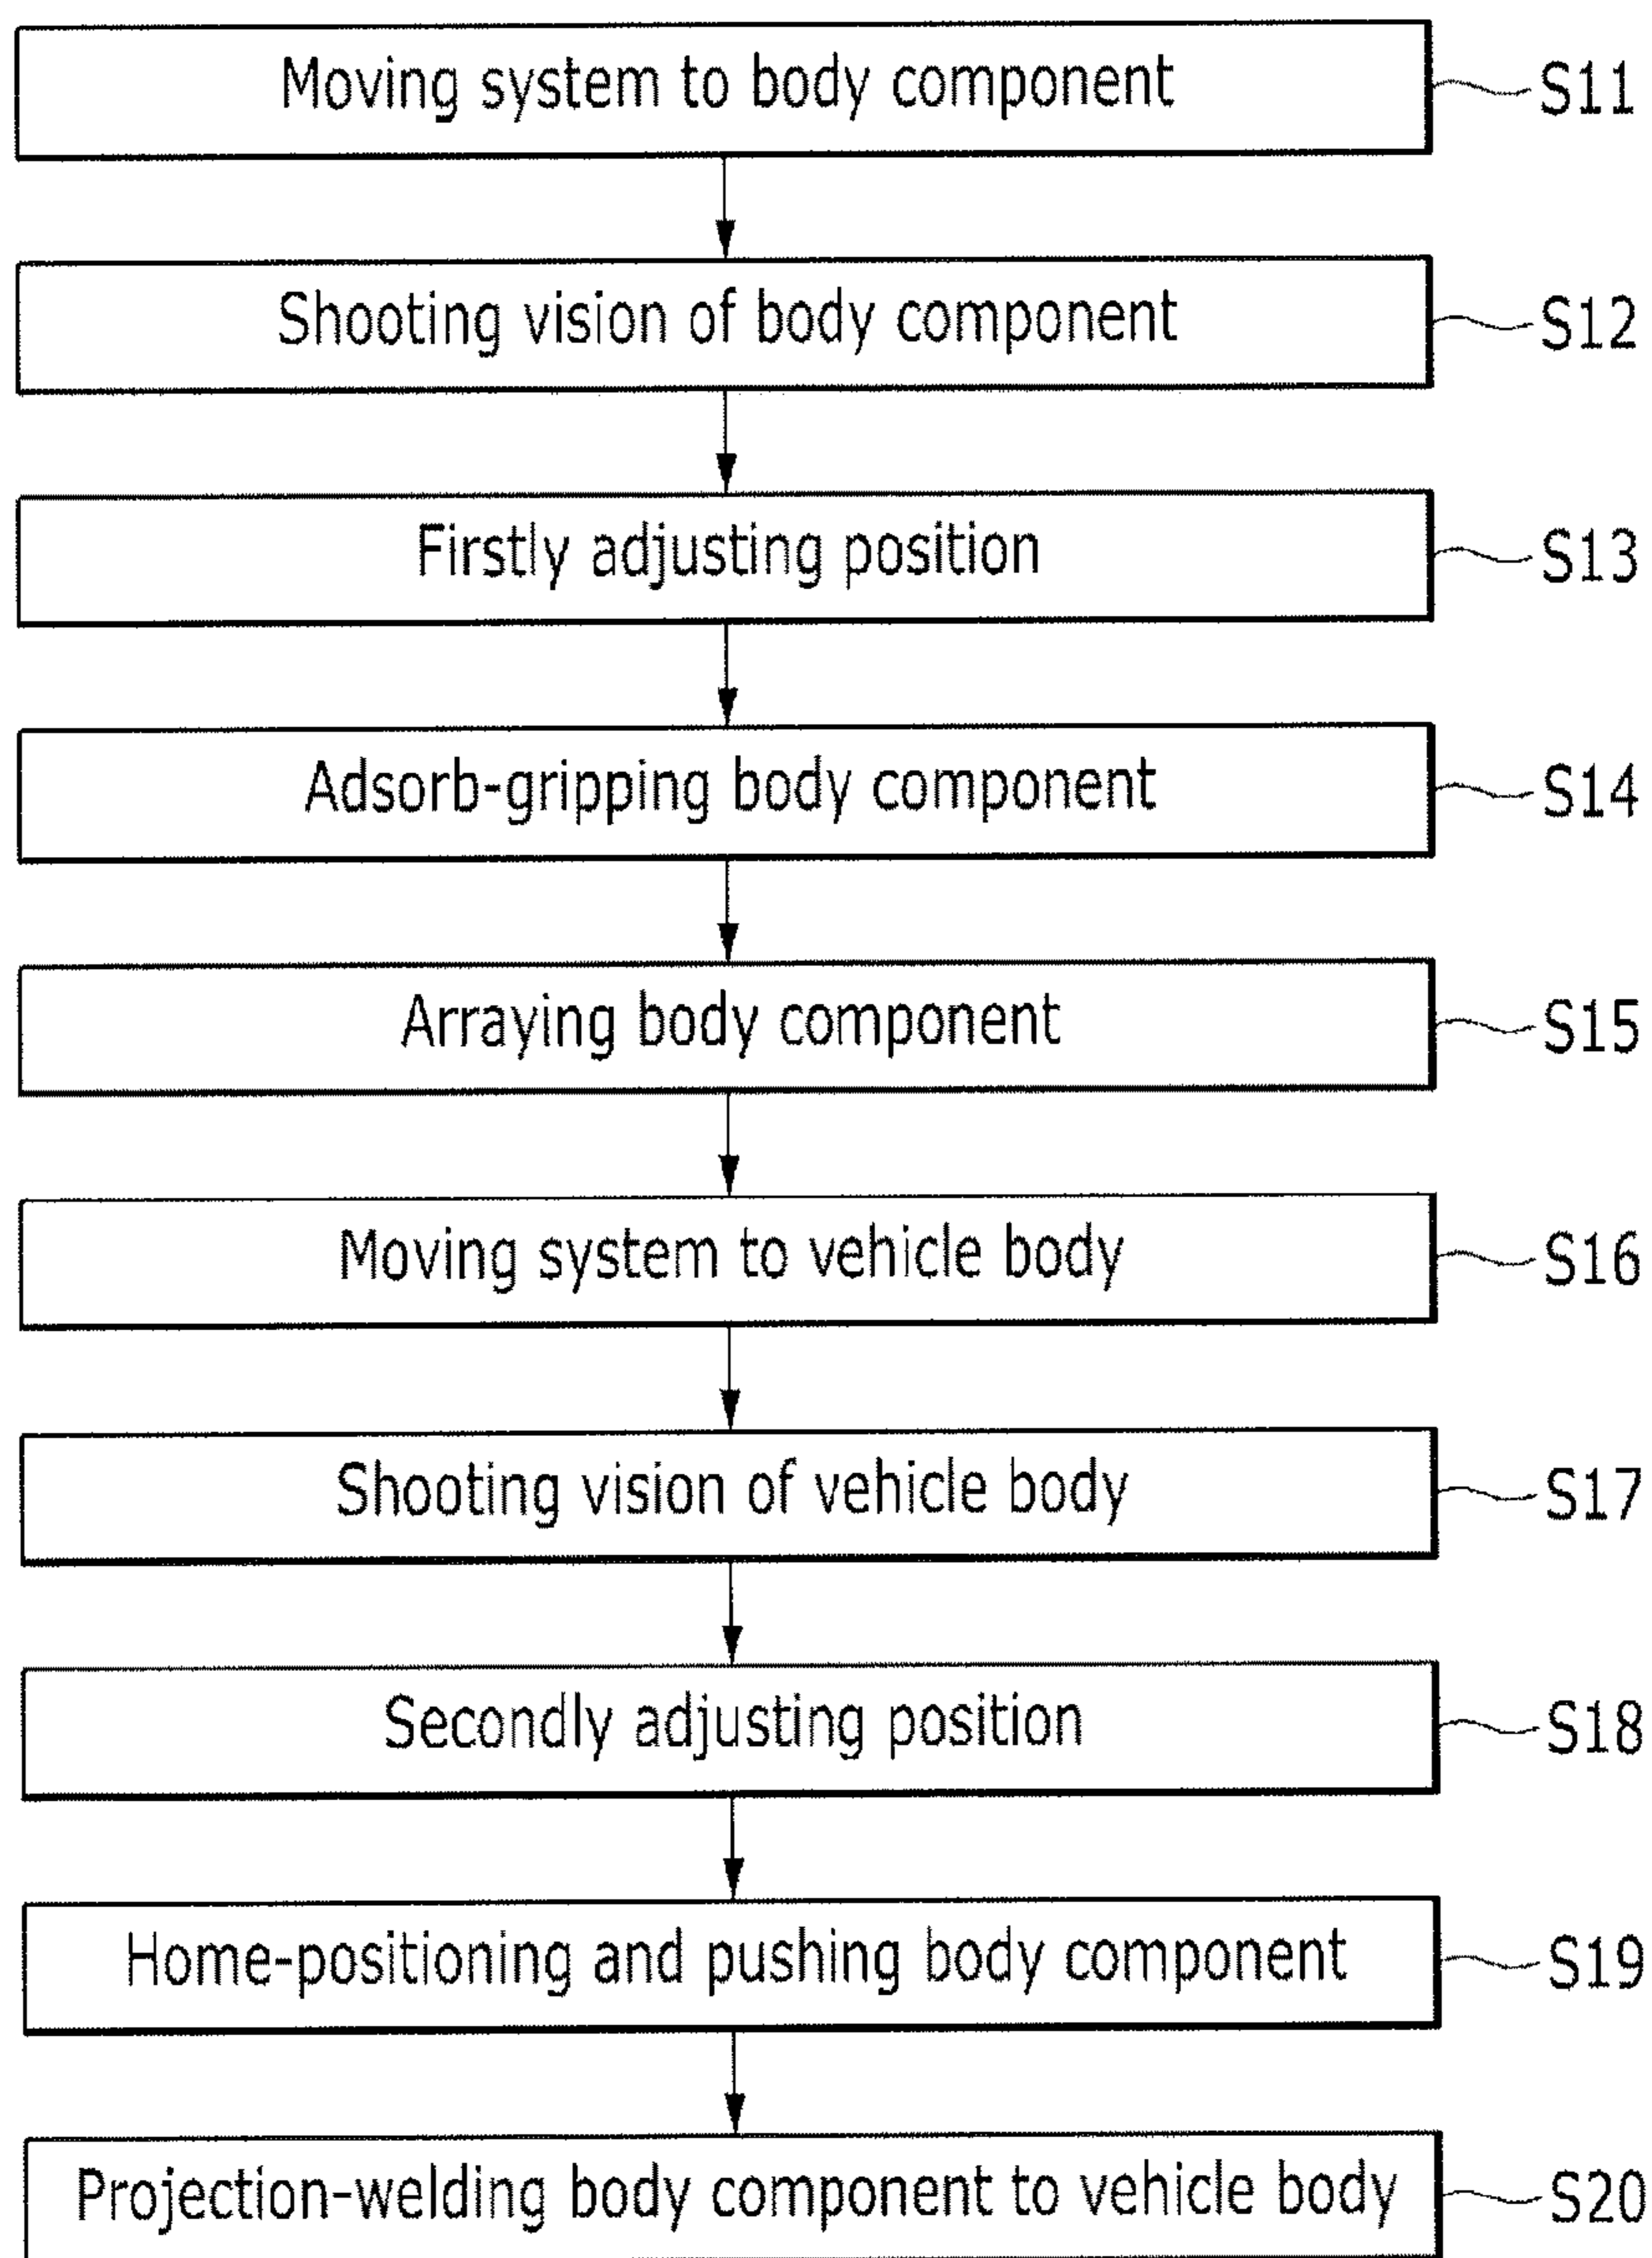 Moving system to body component S11
Shooting vision of body component S12
Firstly adjusting position S13
Adsorb-gripping body component S14
Arraying body component S15
Moving system to vehicle body S16
Shooting vision of vehicle body S17
Secondly adjusting position S18
Home-positioning and pushing body component S19
Projection-welding body component to vehicle body S20